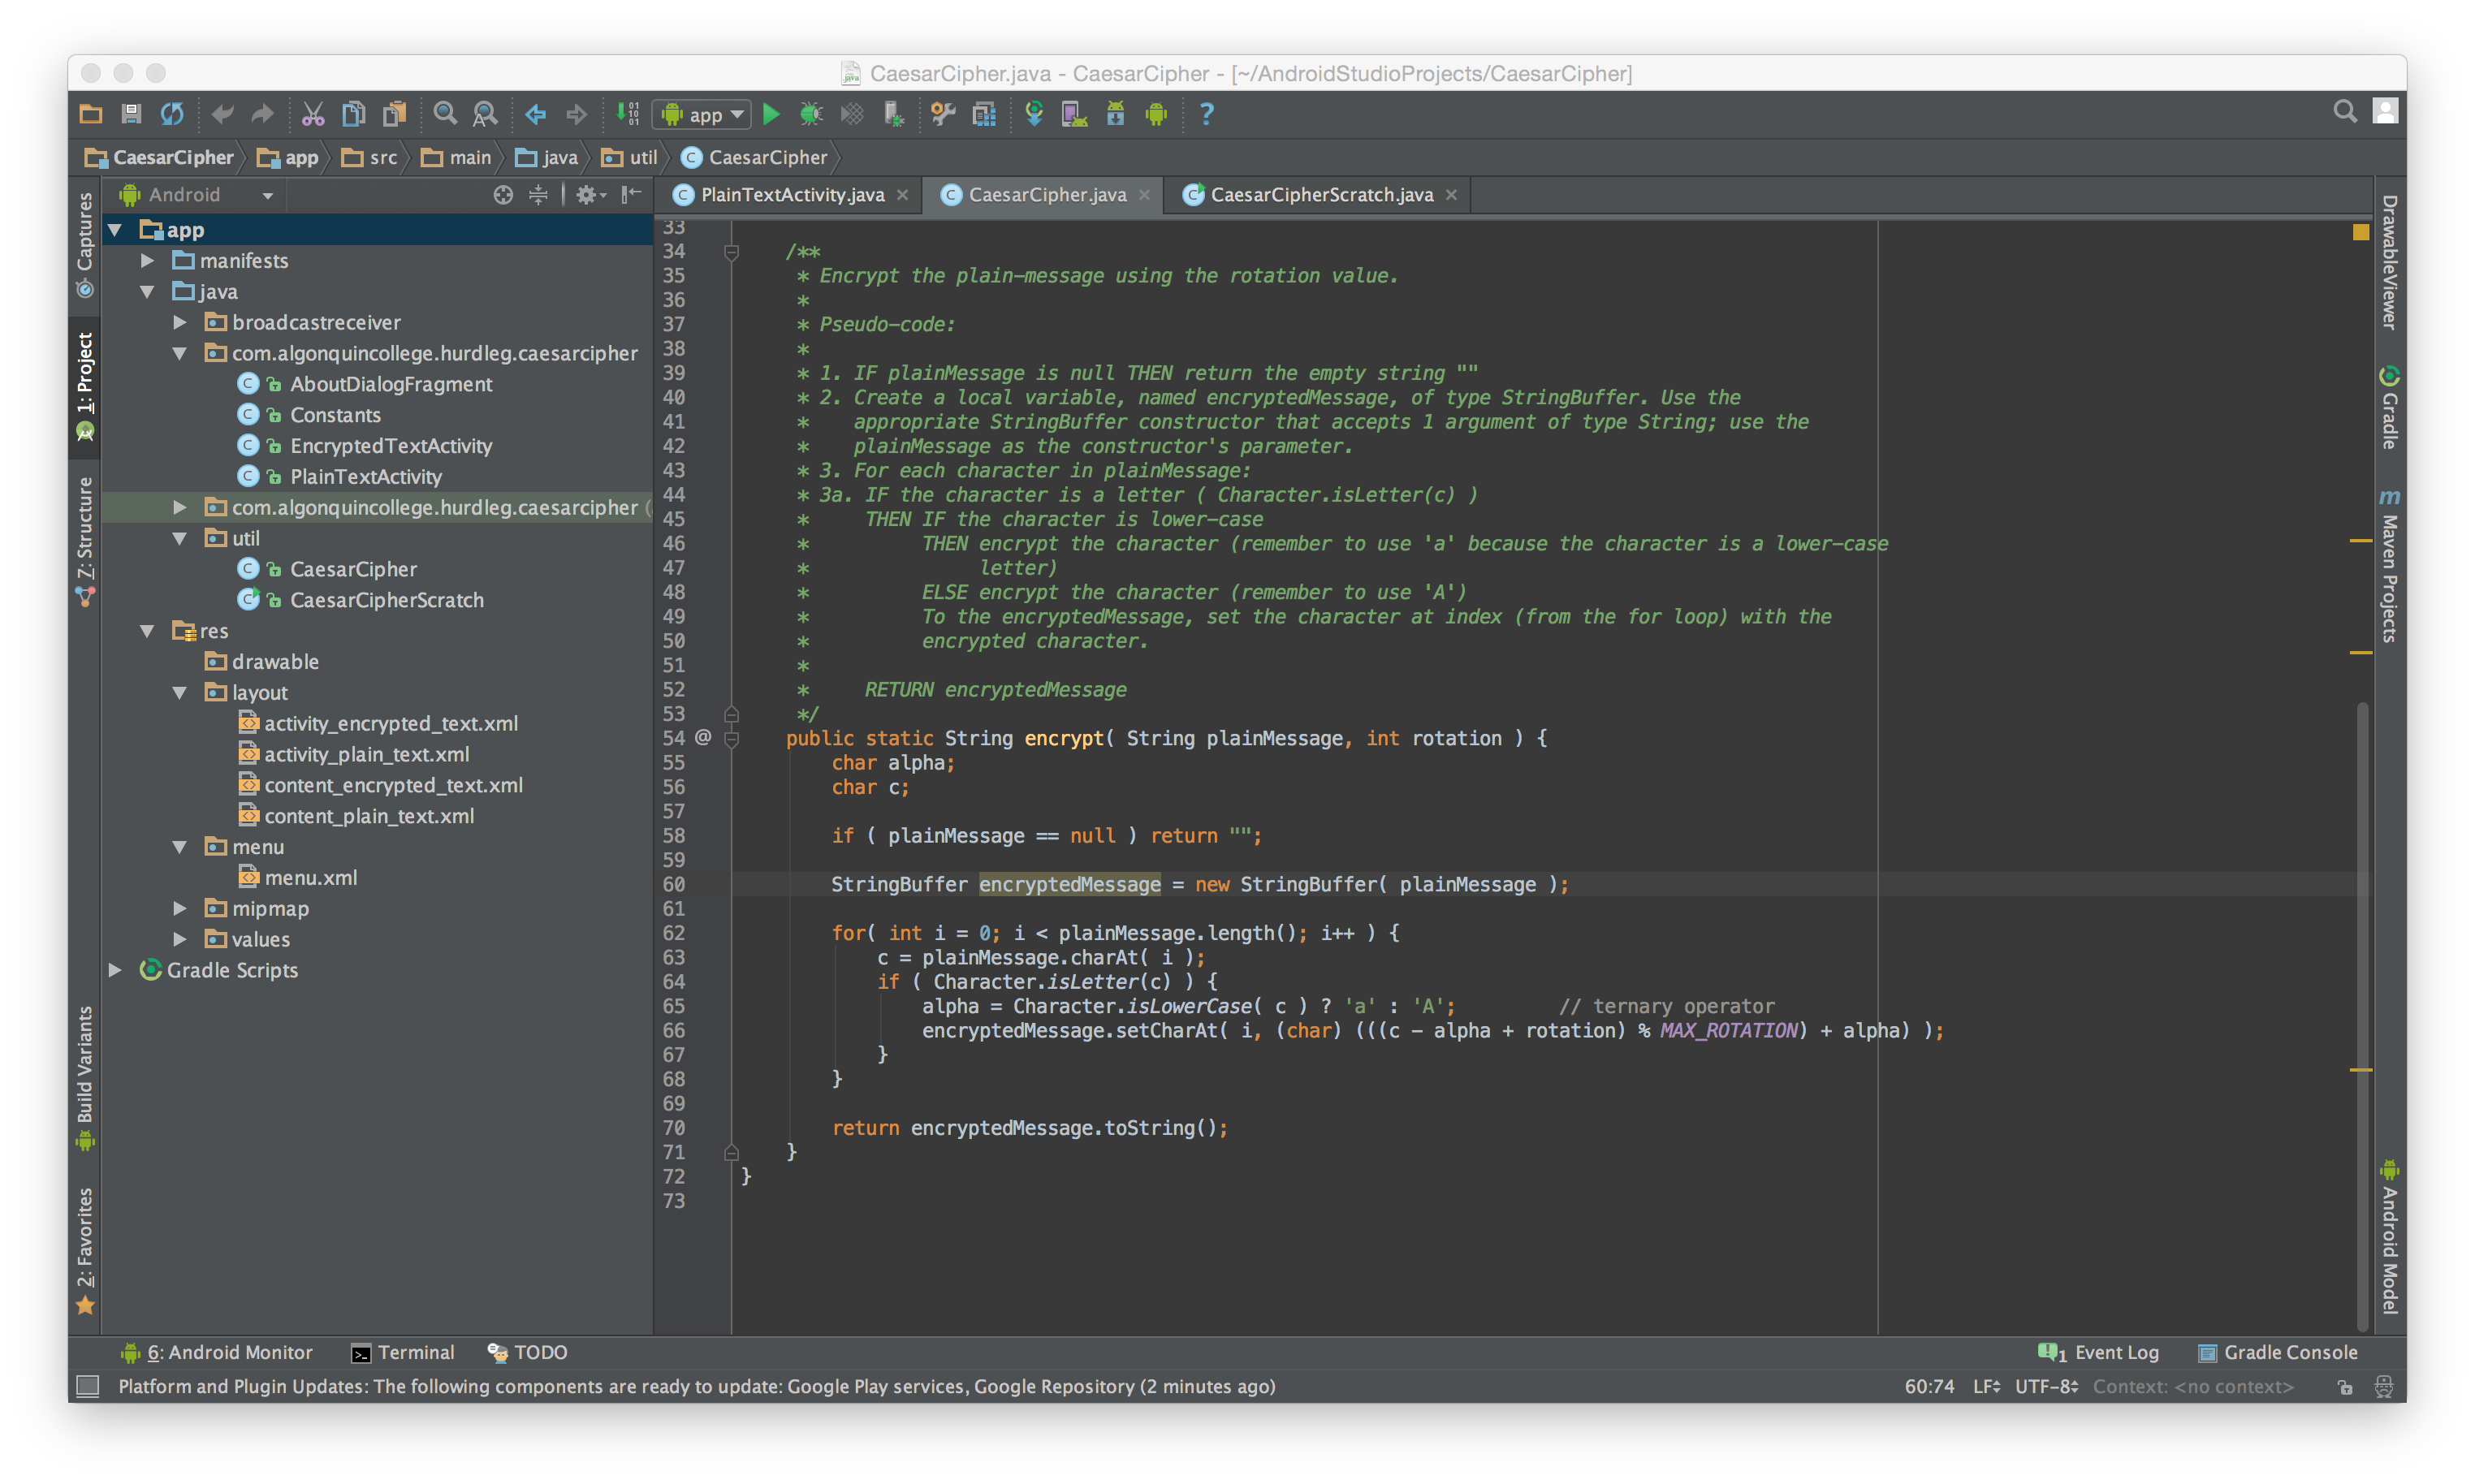 CaesarCipher.java - CaesarCipher - [~/AndroidStudioProjects/CaesarCipher]
app
?
CaesarCipher app src main java util CaesarCipher
Android
PlainTextActivity.java CaesarCipher.java CaesarCipherScratch.java
Captures
1: Project
7: Structure
Build Variants
2: Favorites
app
manifests
java
broadcastreceiver
com.algonquincollege.hurdleg.caesarcipher
AboutDialogFragment
Constants
EncryptedTextActivity
PlainTextActivity
com.algonquincollege.hurdleg.caesarcipher (
util
CaesarCipher
CaesarCipherScratch
res
drawable
layout
activity_encrypted_text.xml
activity_plain_text.xml
content_encrypted_text.xml
content_plain_text.xml
menu
menu.xml
mipmap
values
Gradle Scripts
33
34 /**
35 * Encrypt the plain-message using the rotation value.
36 *
37 * Pseudo-code:
38 *
39 * 1. IF plainMessage is null THEN return the empty string ""
40 * 2. Create a local variable, named encryptedMessage, of type StringBuffer. Use the
41 * appropriate StringBuffer constructor that accepts 1 argument of type String; use the
42 * plainMessage as the constructor's parameter.
43 * 3. For each character in plainMessage:
44 * 3a. IF the character is a letter ( Character.isLetter(c) )
45 * THEN IF the character is lower-case
46 * THEN encrypt the character (remember to use 'a' because the character is a lower-case
47 * letter)
48 * ELSE encrypt the character (remember to use 'A')
49 * To the encryptedMessage, set the character at index (from the for loop) with the
50 * encrypted character.
51 *
52 * RETURN encryptedMessage
53 */
54 @ public static String encrypt( String plainMessage, int rotation ) {
55 char alpha;
56 char c;
57
58 if ( plainMessage == null ) return "";
59
60 StringBuffer encryptedMessage = new StringBuffer( plainMessage );
61
62 for( int i = 0; i < plainMessage.length(); i++ ) {
63 c = plainMessage.charAt( i );
64 if ( Character.isLetter(c) ) {
65 alpha = Character.isLowerCase( c ) ? 'a' : 'A'; // ternary operator
66 encryptedMessage.setCharAt( i, (char) (((c - alpha + rotation) % MAX_ROTATION) + alpha) );
67 }
68 }
69
70 return encryptedMessage.toString();
71 }
72 }
73
DrawableViewer
Gradle
m Maven Projects
Android Model
6: Android Monitor Terminal TODO
1 Event Log Gradle Console
Platform and Plugin Updates: The following components are ready to update: Google Play services, Google Repository (2 minutes ago)
60:74 LF UTF-8 Context: <no context>